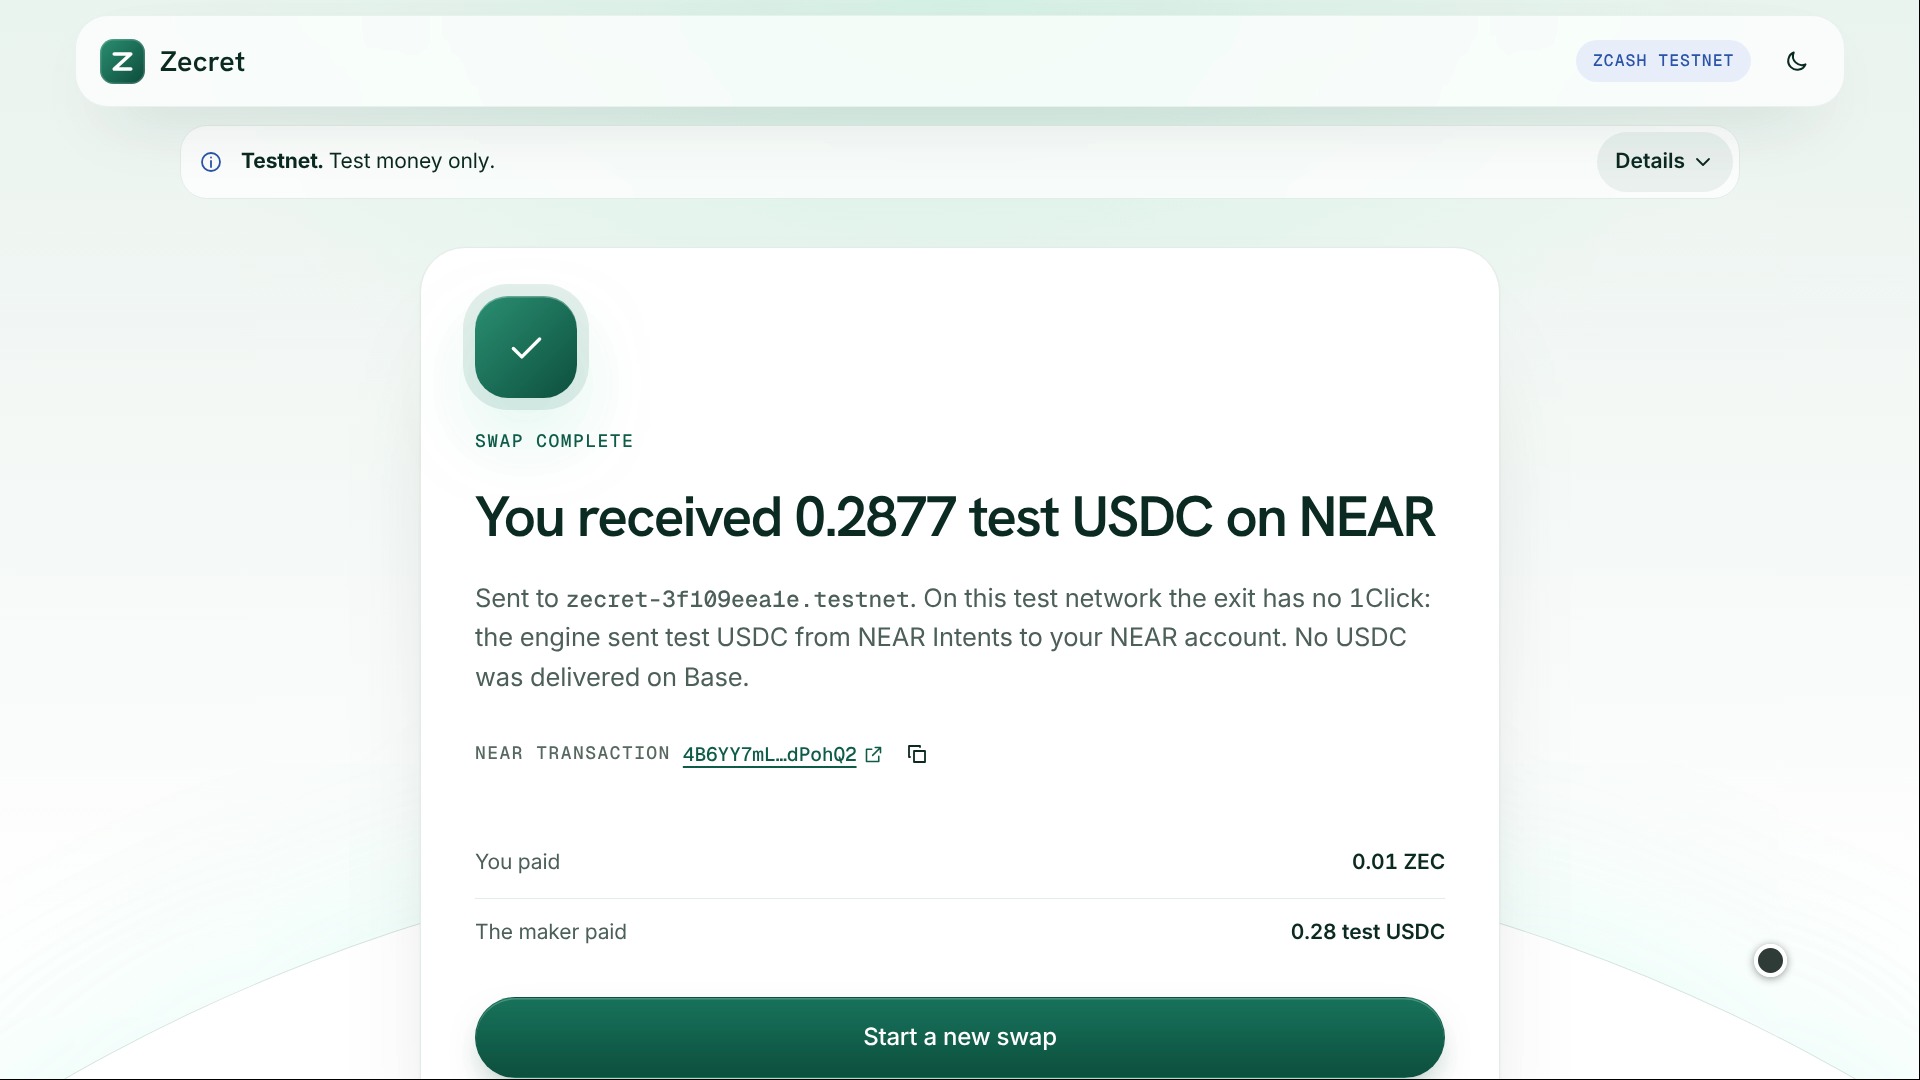 Zecret
ZCASH TESTNET
Testnet. Test money only.
Details
SWAP COMPLETE
You received 0.2877 test USDC on NEAR
Sent to zecret-3f109eea1e.testnet. On this test network the exit has no 1Click:
the engine sent test USDC from NEAR Intents to your NEAR account. No USDC
was delivered on Base.
NEAR TRANSACTION 4B6YY7mL…dPohQ2
You paid 0.01 ZEC
The maker paid 0.28 test USDC
Start a new swap